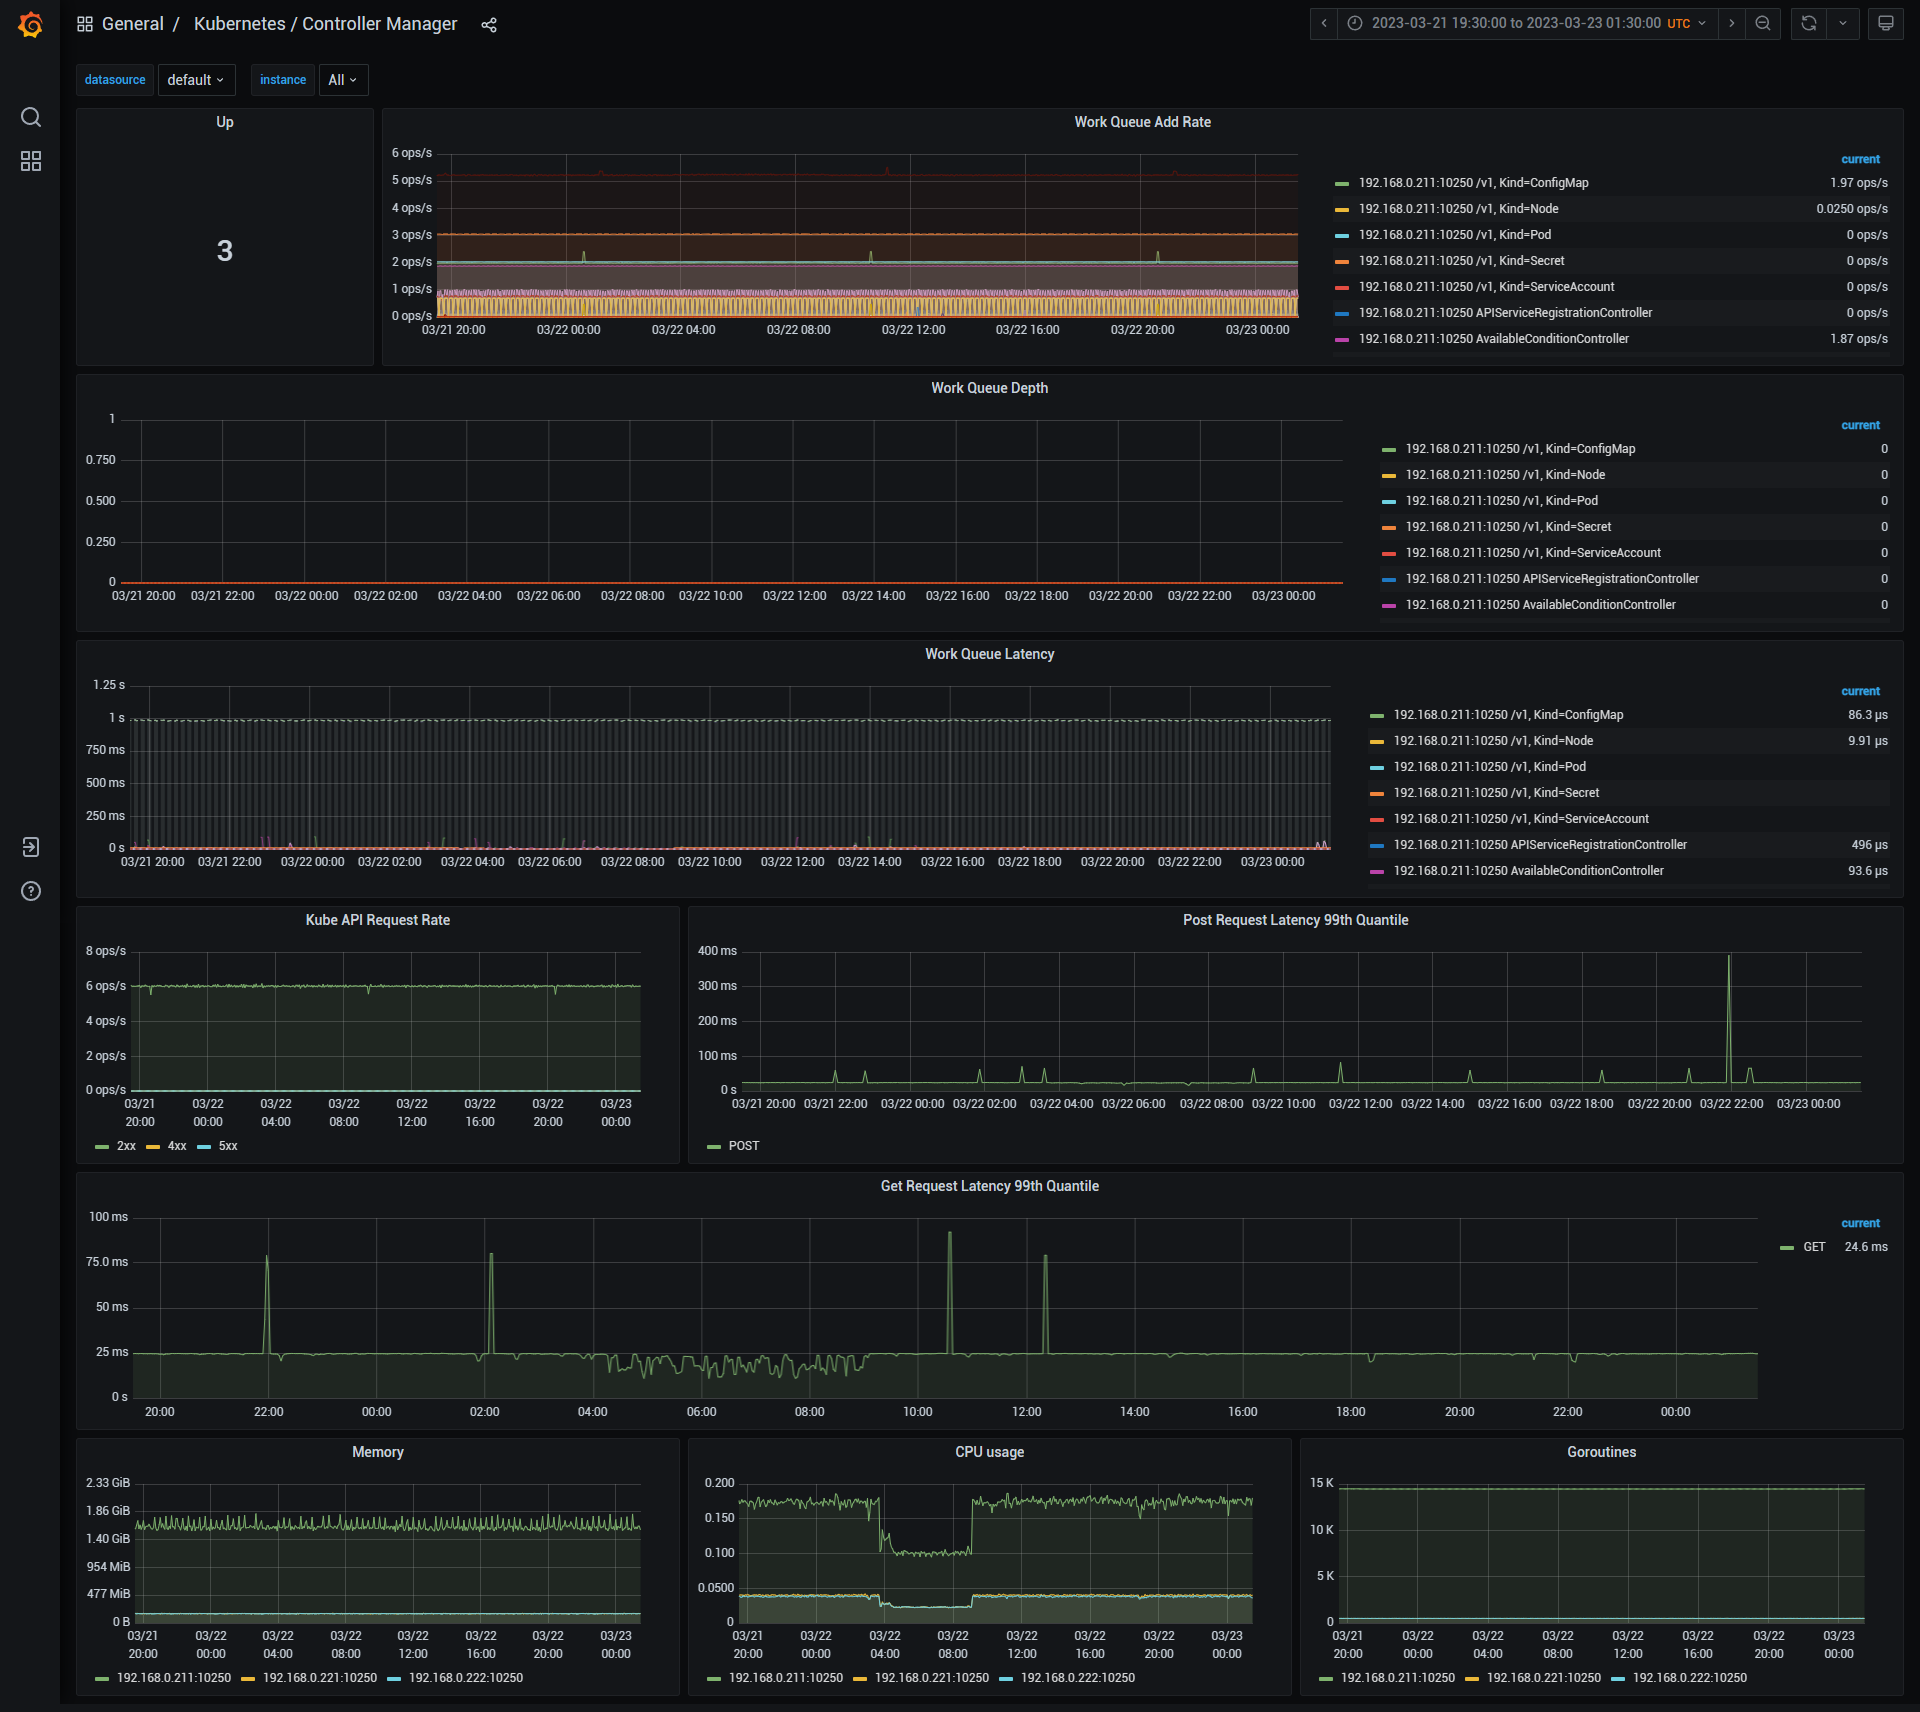 General / Kubernetes / Controller Manager
2023-03-21 19:30:00 to 2023-03-23 01:30:00 UTC
datasource default instance All
Up
3
Work Queue Add Rate
6 ops/s
5 ops/s
4 ops/s
3 ops/s
2 ops/s
1 ops/s
0 ops/s
03/21 20:00 03/22 00:00 03/22 04:00 03/22 08:00 03/22 12:00 03/22 16:00 03/22 20:00 03/23 00:00
current
192.168.0.211:10250 /v1, Kind=ConfigMap 1.97 ops/s
192.168.0.211:10250 /v1, Kind=Node 0.0250 ops/s
192.168.0.211:10250 /v1, Kind=Pod 0 ops/s
192.168.0.211:10250 /v1, Kind=Secret 0 ops/s
192.168.0.211:10250 /v1, Kind=ServiceAccount 0 ops/s
192.168.0.211:10250 APIServiceRegistrationController 0 ops/s
192.168.0.211:10250 AvailableConditionController 1.87 ops/s
Work Queue Depth
1
0.750
0.500
0.250
0
03/21 20:00 03/21 22:00 03/22 00:00 03/22 02:00 03/22 04:00 03/22 06:00 03/22 08:00 03/22 10:00 03/22 12:00 03/22 14:00 03/22 16:00 03/22 18:00 03/22 20:00 03/22 22:00 03/23 00:00
current
192.168.0.211:10250 /v1, Kind=ConfigMap 0
192.168.0.211:10250 /v1, Kind=Node 0
192.168.0.211:10250 /v1, Kind=Pod 0
192.168.0.211:10250 /v1, Kind=Secret 0
192.168.0.211:10250 /v1, Kind=ServiceAccount 0
192.168.0.211:10250 APIServiceRegistrationController 0
192.168.0.211:10250 AvailableConditionController 0
Work Queue Latency
1.25 s
1 s
750 ms
500 ms
250 ms
0 s
03/21 20:00 03/21 22:00 03/22 00:00 03/22 02:00 03/22 04:00 03/22 06:00 03/22 08:00 03/22 10:00 03/22 12:00 03/22 14:00 03/22 16:00 03/22 18:00 03/22 20:00 03/22 22:00 03/23 00:00
current
192.168.0.211:10250 /v1, Kind=ConfigMap 86.3 µs
192.168.0.211:10250 /v1, Kind=Node 9.91 µs
192.168.0.211:10250 /v1, Kind=Pod
192.168.0.211:10250 /v1, Kind=Secret
192.168.0.211:10250 /v1, Kind=ServiceAccount
192.168.0.211:10250 APIServiceRegistrationController 496 µs
192.168.0.211:10250 AvailableConditionController 93.6 µs
Kube API Request Rate
8 ops/s
6 ops/s
4 ops/s
2 ops/s
0 ops/s
03/21 03/22 03/22 03/22 03/22 03/22 03/22 03/23
20:00 00:00 04:00 08:00 12:00 16:00 20:00 00:00
2xx 4xx 5xx
Post Request Latency 99th Quantile
400 ms
300 ms
200 ms
100 ms
0 s
03/21 20:00 03/21 22:00 03/22 00:00 03/22 02:00 03/22 04:00 03/22 06:00 03/22 08:00 03/22 10:00 03/22 12:00 03/22 14:00 03/22 16:00 03/22 18:00 03/22 20:00 03/22 22:00 03/23 00:00
POST
Get Request Latency 99th Quantile
100 ms
75.0 ms
50 ms
25 ms
0 s
20:00 22:00 00:00 02:00 04:00 06:00 08:00 10:00 12:00 14:00 16:00 18:00 20:00 22:00 00:00
current
GET 24.6 ms
Memory
2.33 GiB
1.86 GiB
1.40 GiB
954 MiB
477 MiB
0 B
03/21 03/22 03/22 03/22 03/22 03/22 03/22 03/23
20:00 00:00 04:00 08:00 12:00 16:00 20:00 00:00
192.168.0.211:10250 192.168.0.221:10250 192.168.0.222:10250
CPU usage
0.200
0.150
0.100
0.0500
0
03/21 03/22 03/22 03/22 03/22 03/22 03/22 03/23
20:00 00:00 04:00 08:00 12:00 16:00 20:00 00:00
192.168.0.211:10250 192.168.0.221:10250 192.168.0.222:10250
Goroutines
15 K
10 K
5 K
0
03/21 03/22 03/22 03/22 03/22 03/22 03/22 03/23
20:00 00:00 04:00 08:00 12:00 16:00 20:00 00:00
192.168.0.211:10250 192.168.0.221:10250 192.168.0.222:10250